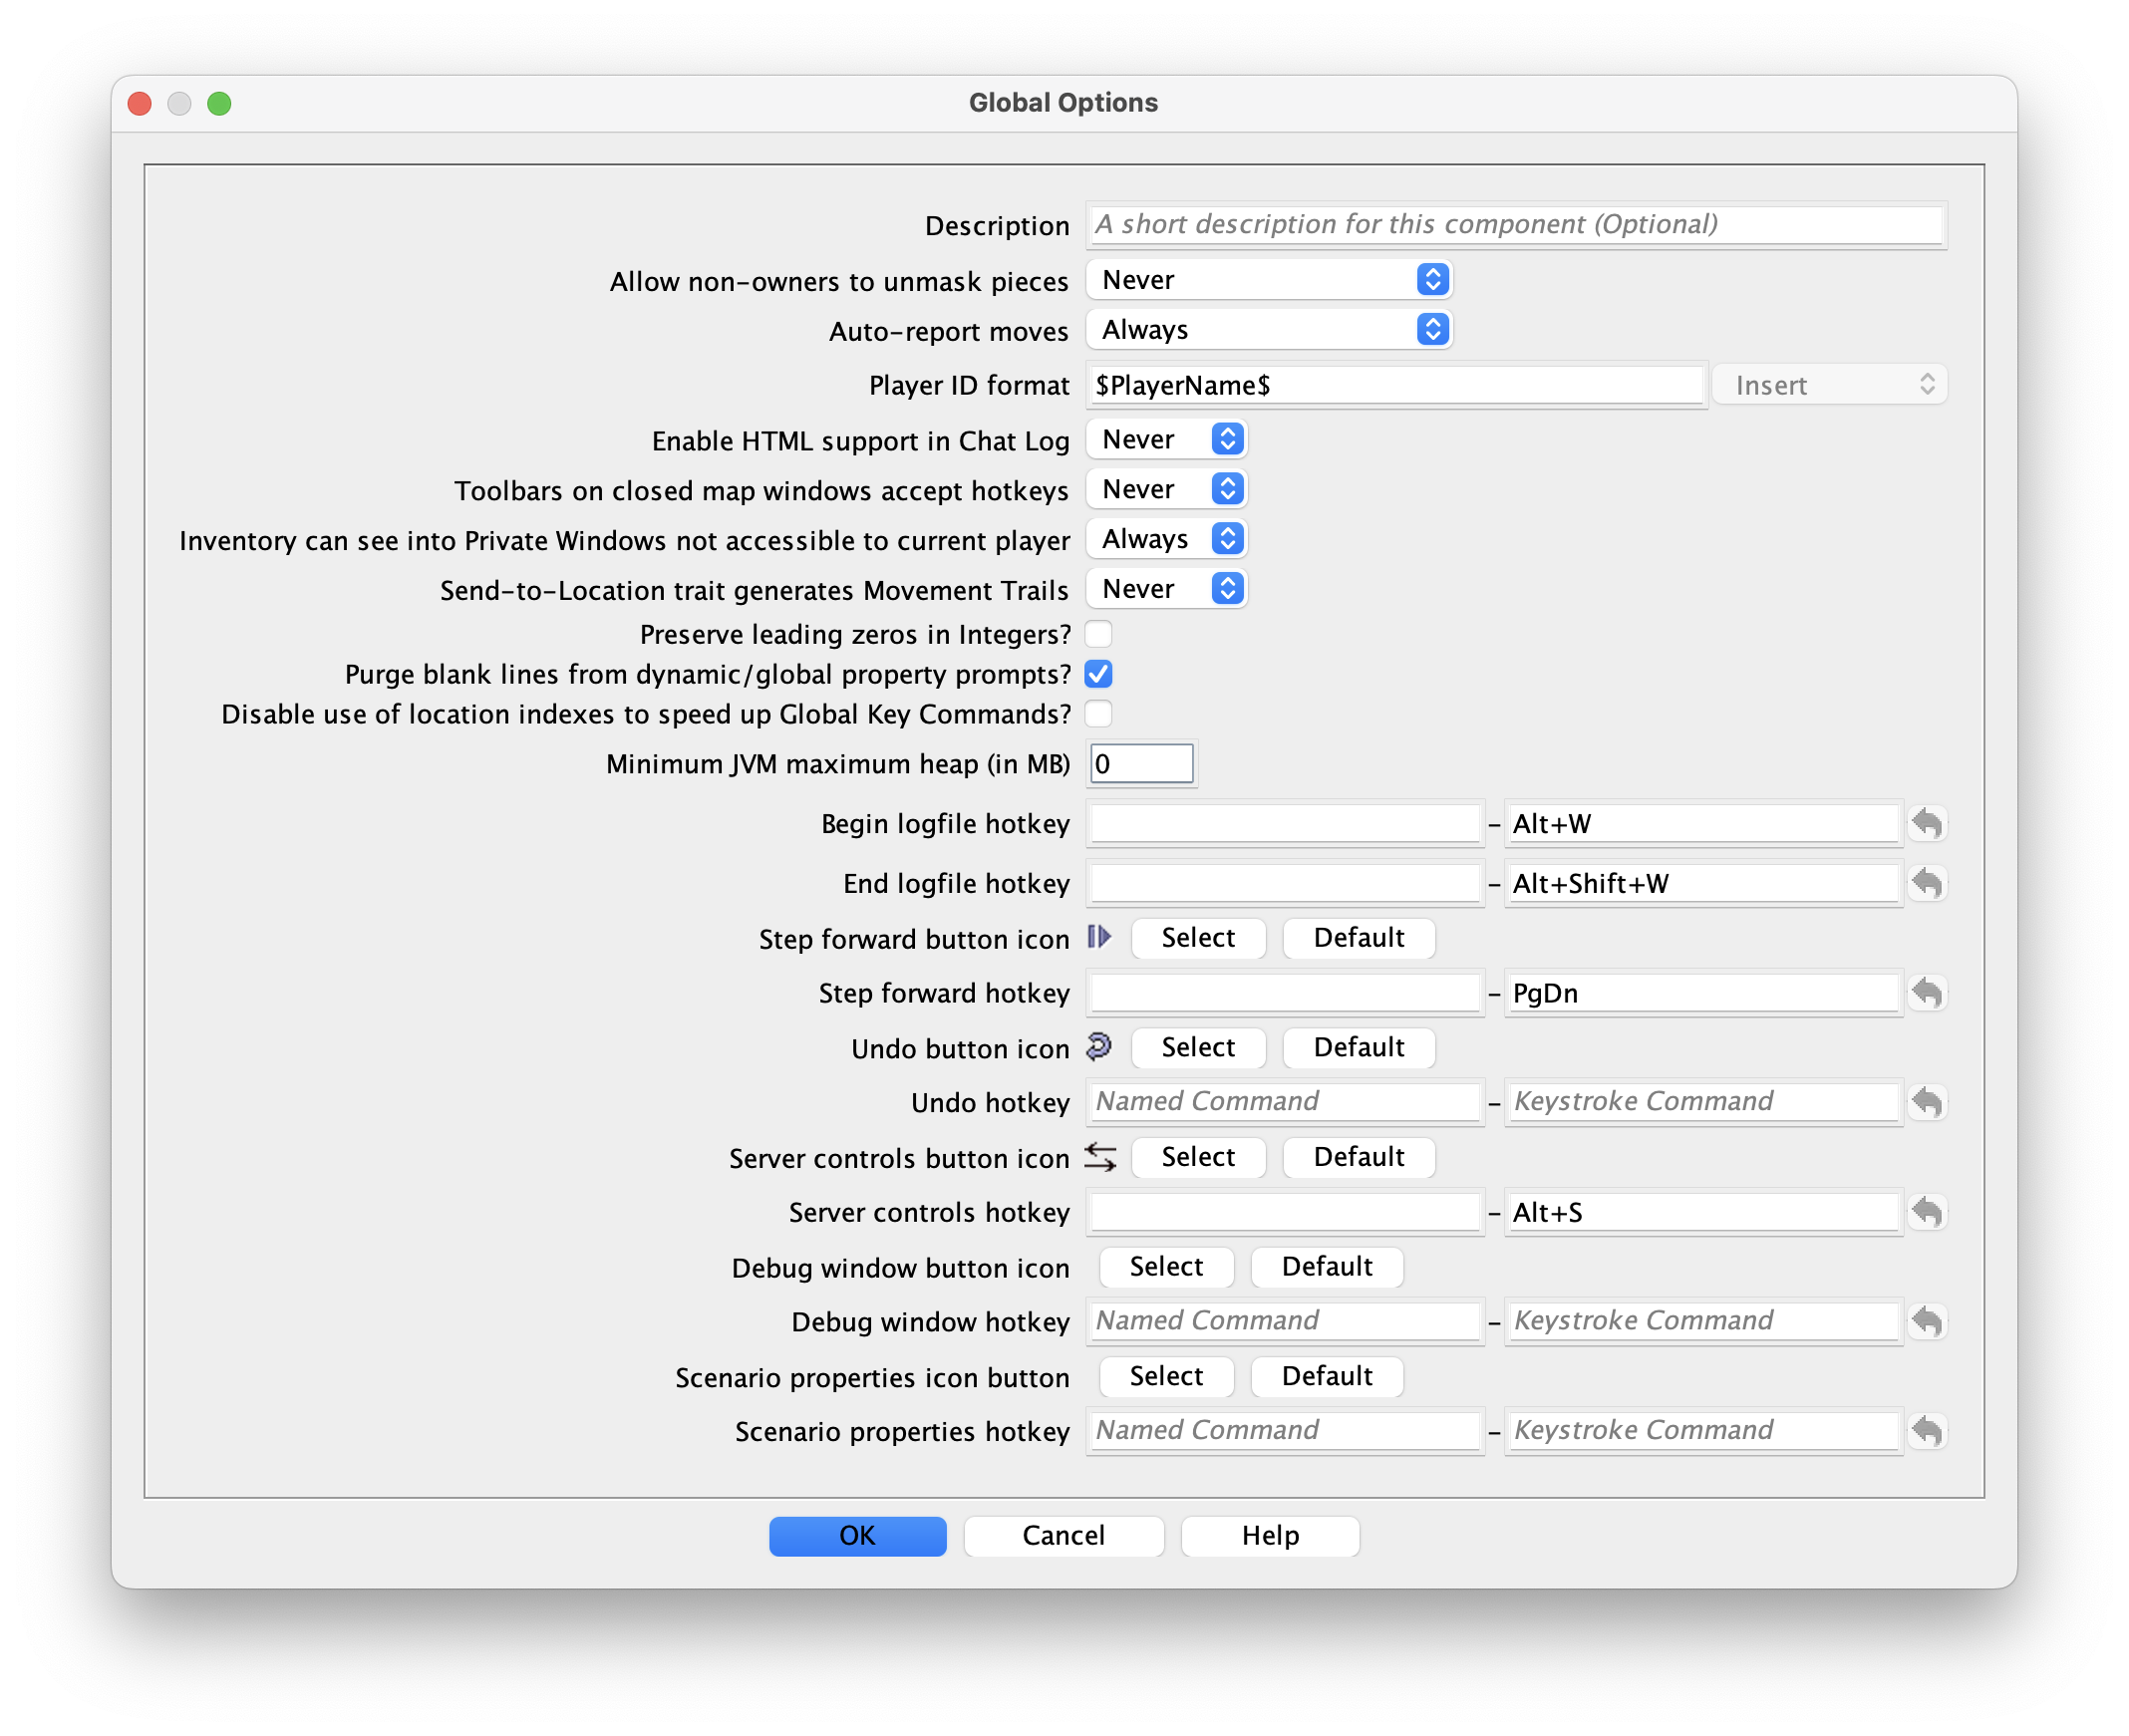 Global Options
Description A short description for this component (Optional)
Allow non-owners to unmask pieces Never
Auto-report moves Always
Player ID format $PlayerName$ Insert
Enable HTML support in Chat Log Never
Toolbars on closed map windows accept hotkeys Never
Inventory can see into Private Windows not accessible to current player Always
Send-to-Location trait generates Movement Trails Never
Preserve leading zeros in Integers?
Purge blank lines from dynamic/global property prompts?
Disable use of location indexes to speed up Global Key Commands?
Minimum JVM maximum heap (in MB) 0
Begin logfile hotkey - Alt+W
End logfile hotkey - Alt+Shift+W
Step forward button icon Select Default
Step forward hotkey - PgDn
Undo button icon Select Default
Undo hotkey Named Command - Keystroke Command
Server controls button icon Select Default
Server controls hotkey - Alt+S
Debug window button icon Select Default
Debug window hotkey Named Command - Keystroke Command
Scenario properties icon button Select Default
Scenario properties hotkey Named Command - Keystroke Command
OK Cancel Help